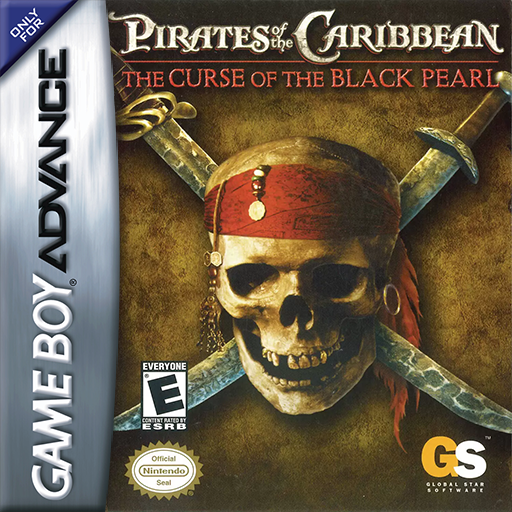 ONLY
FOR
GAME BOY ADVANCE
PIRATES of the CARIBBEAN
THE CURSE OF THE BLACK PEARL
EVERYONE
E
CONTENT RATED BY
ESRB
Official
Nintendo
Seal
GS™
GLOBAL STAR
SOFTWARE